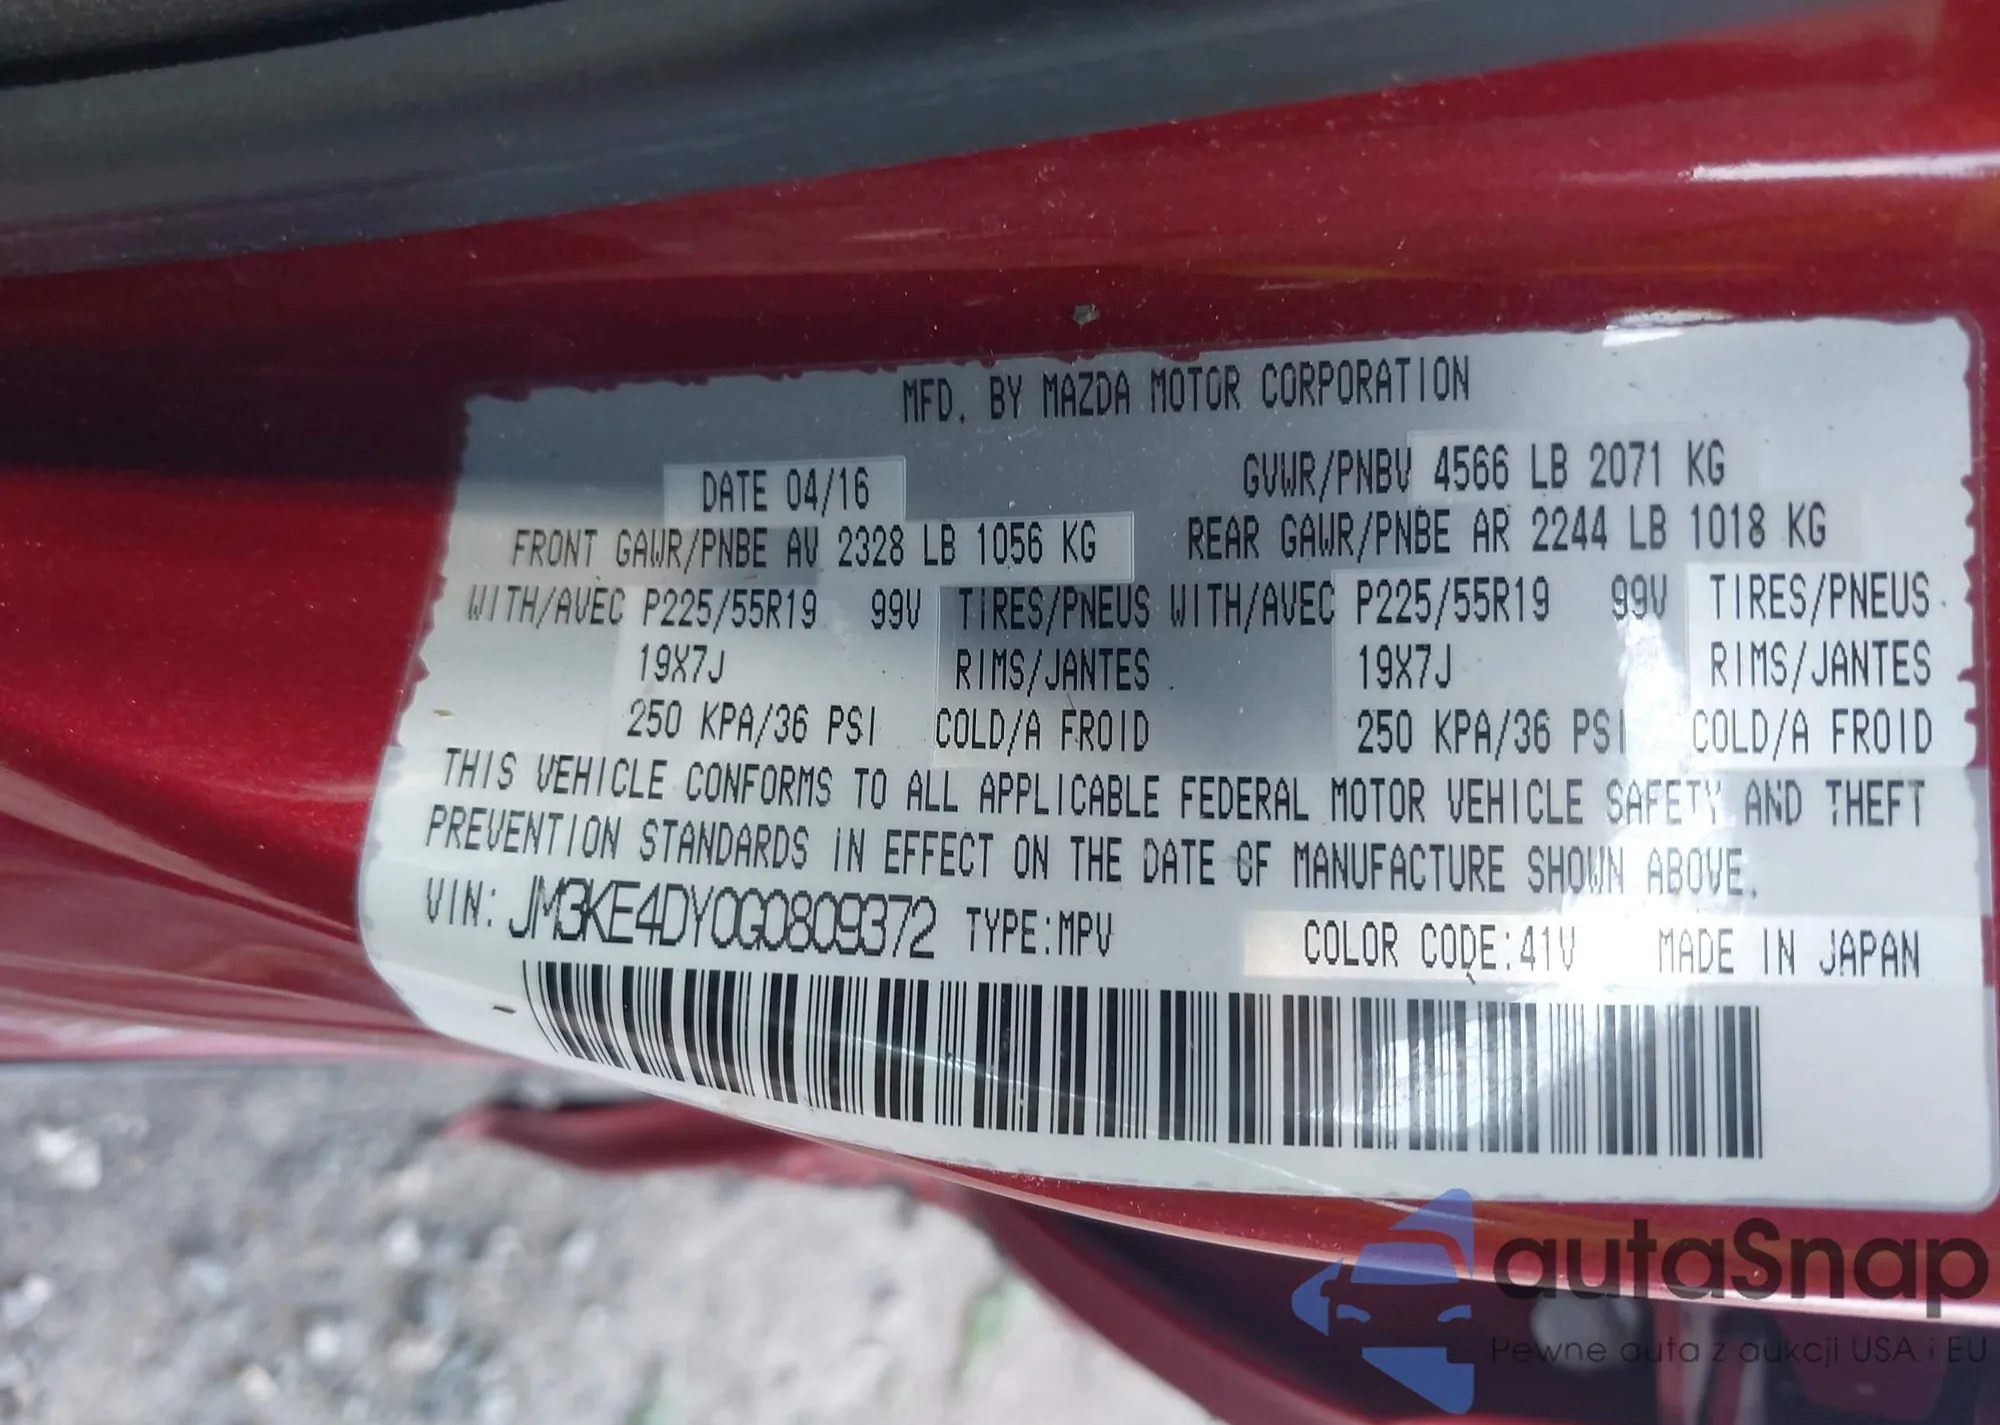 MFD. BY MAZDA MOTOR CORPORATION
DATE 04/16 GVWR/PNBV 4566 LB 2071 KG
FRONT GAWR/PNBE AV 2328 LB 1056 KG REAR GAWR/PNBE AR 2244 LB 1018 KG
WITH/AVEC P225/55R19 99V TIRES/PNEUS WITH/AVEC P225/55R19 99V TIRES/PNEUS
19X7J RIMS/JANTES 19X7J RIMS/JANTES
250 KPA/36 PSI COLD/A FROID 250 KPA/36 PSI COLD/A FROID
THIS VEHICLE CONFORMS TO ALL APPLICABLE FEDERAL MOTOR VEHICLE SAFETY AND THEFT
PREVENTION STANDARDS IN EFFECT ON THE DATE OF MANUFACTURE SHOWN ABOVE.
VIN: JM3KE4DY0G0809372 TYPE:MPV COLOR CODE:41V MADE IN JAPAN
autaSnap
Pewne auta z aukcji USA i EU